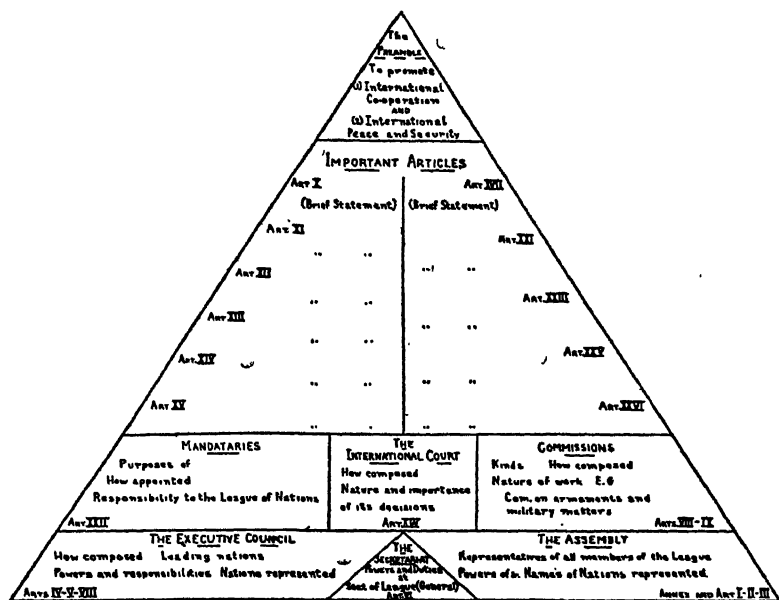 The
PREAMBLE
To promote
(1) International
Co-operation
AND
(2) International
Peace and Security
IMPORTANT ARTICLES
ART X
(Brief Statement)
ART. XI
" "
ART XII
" "
ART XIII
" "
ART. XIV
" "
ART XV
" "
ART XVII
(Brief Statement)
ART. XXI
" "
ART. XXIII
" "
ART. XXV
" "
ART. XXVI
" "
MANDATARIES
Purposes of
How appointed
Responsibility to the League of Nations
ART XXII
THE
INTERNATIONAL COURT
How composed
Nature and importance
of its decisions
ART XIV
COMMISSIONS
Kinds How composed
Nature of work E.G
Com. on armaments and
military matters
ARTS. VIII-IX
THE EXECUTIVE COUNCIL
How composed Leading nations
Powers and responsibilities Nations represented
ARTS IV-V-VIII
THE
SECRETARIAT
Powers and Duties
of
Sect of League (General)
THE ASSEMBLY
Representatives of all members of the League
Powers of Names of Nations represented
ANNEX AND ART I-II-III